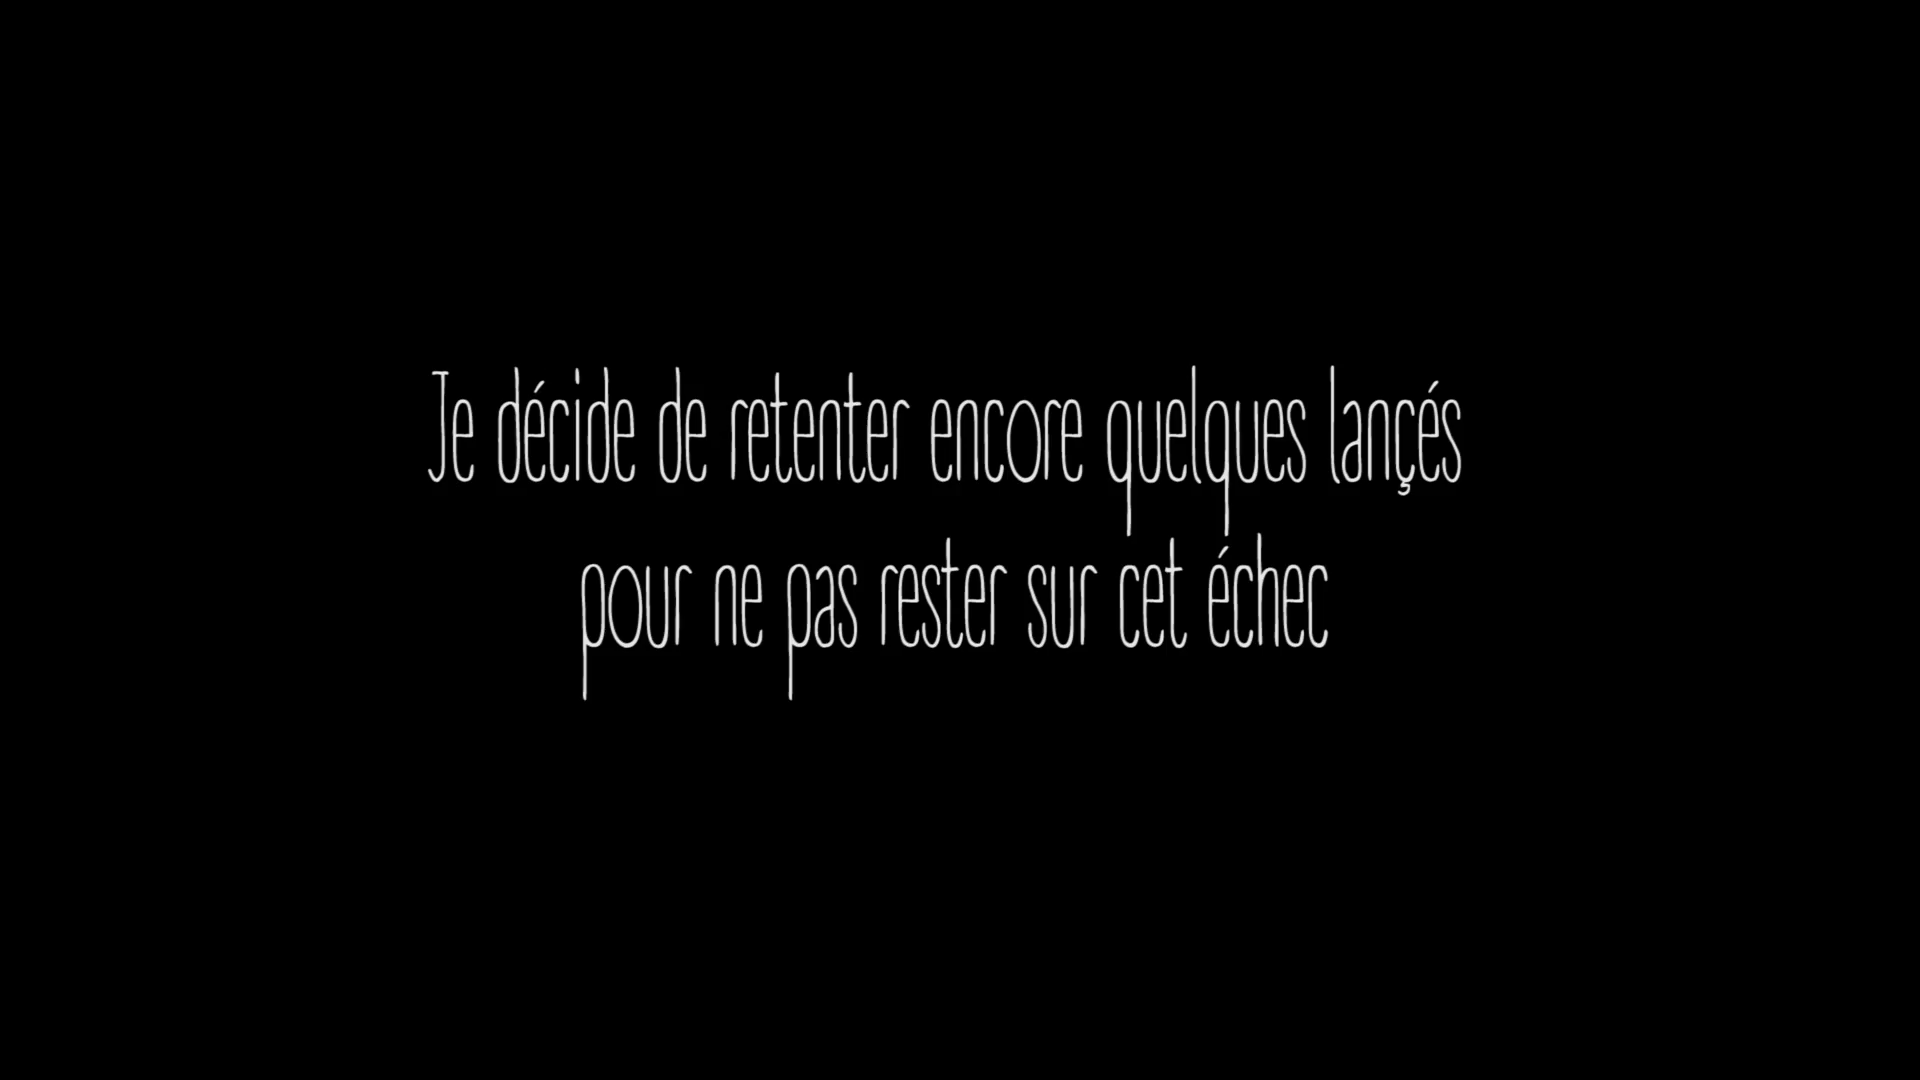 Je décide de retenter encore quelques lançés
pour ne pas rester sur cet échec